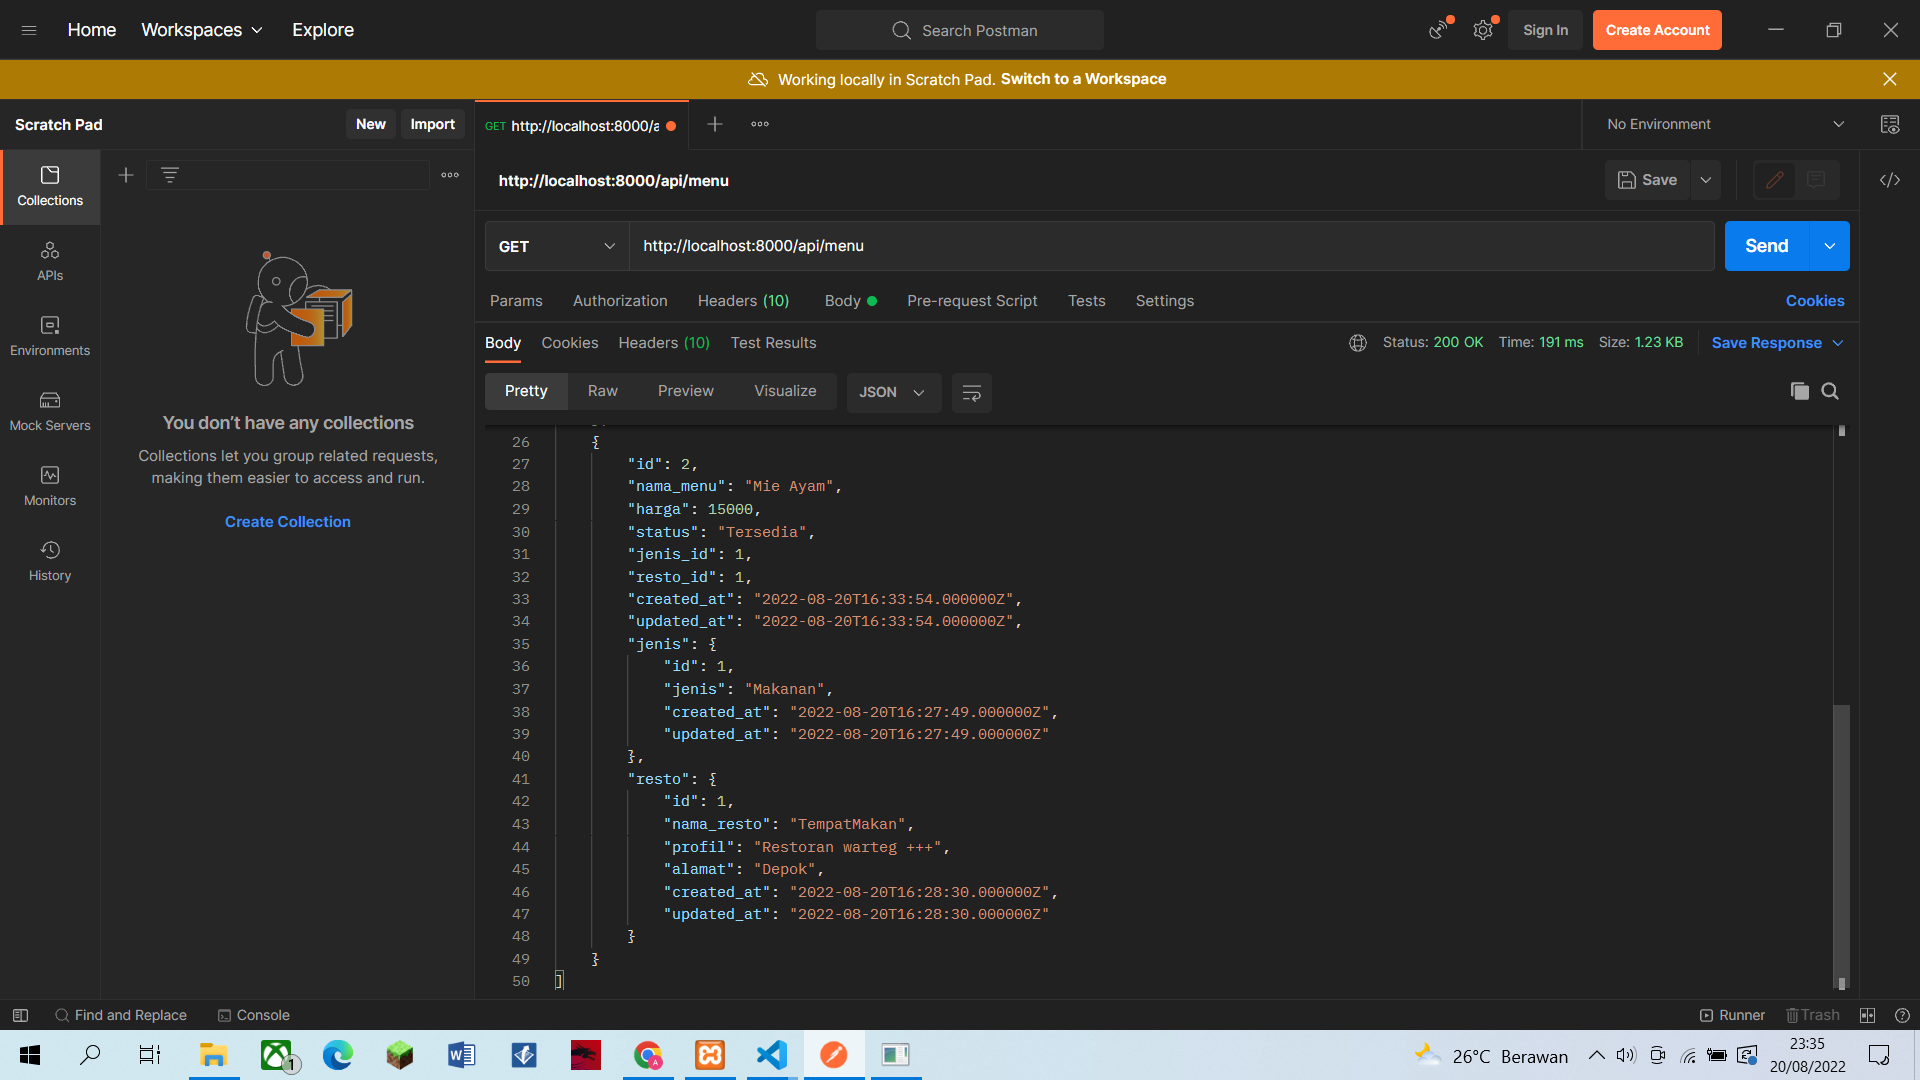 Home Workspaces Explore Search Postman Sign In Create Account
Working locally in Scratch Pad. Switch to a Workspace
Scratch Pad New Import GET http://localhost:8000/a No Environment
Collections
APIs
Environments
Mock Servers
Monitors
History
You don’t have any collections
Collections let you group related requests,
making them easier to access and run.
Create Collection
http://localhost:8000/api/menu Save
GET http://localhost:8000/api/menu Send
Params Authorization Headers (10) Body Pre-request Script Tests Settings Cookies
Body Cookies Headers (10) Test Results Status: 200 OK Time: 191 ms Size: 1.23 KB Save Response
Pretty Raw Preview Visualize JSON
26 {
27 "id": 2,
28 "nama_menu": "Mie Ayam",
29 "harga": 15000,
30 "status": "Tersedia",
31 "jenis_id": 1,
32 "resto_id": 1,
33 "created_at": "2022-08-20T16:33:54.000000Z",
34 "updated_at": "2022-08-20T16:33:54.000000Z",
35 "jenis": {
36 "id": 1,
37 "jenis": "Makanan",
38 "created_at": "2022-08-20T16:27:49.000000Z",
39 "updated_at": "2022-08-20T16:27:49.000000Z"
40 },
41 "resto": {
42 "id": 1,
43 "nama_resto": "TempatMakan",
44 "profil": "Restoran warteg +++",
45 "alamat": "Depok",
46 "created_at": "2022-08-20T16:28:30.000000Z",
47 "updated_at": "2022-08-20T16:28:30.000000Z"
48 }
49 }
50 ]
Find and Replace Console Runner Trash
1 26°C Berawan 23:35
20/08/2022